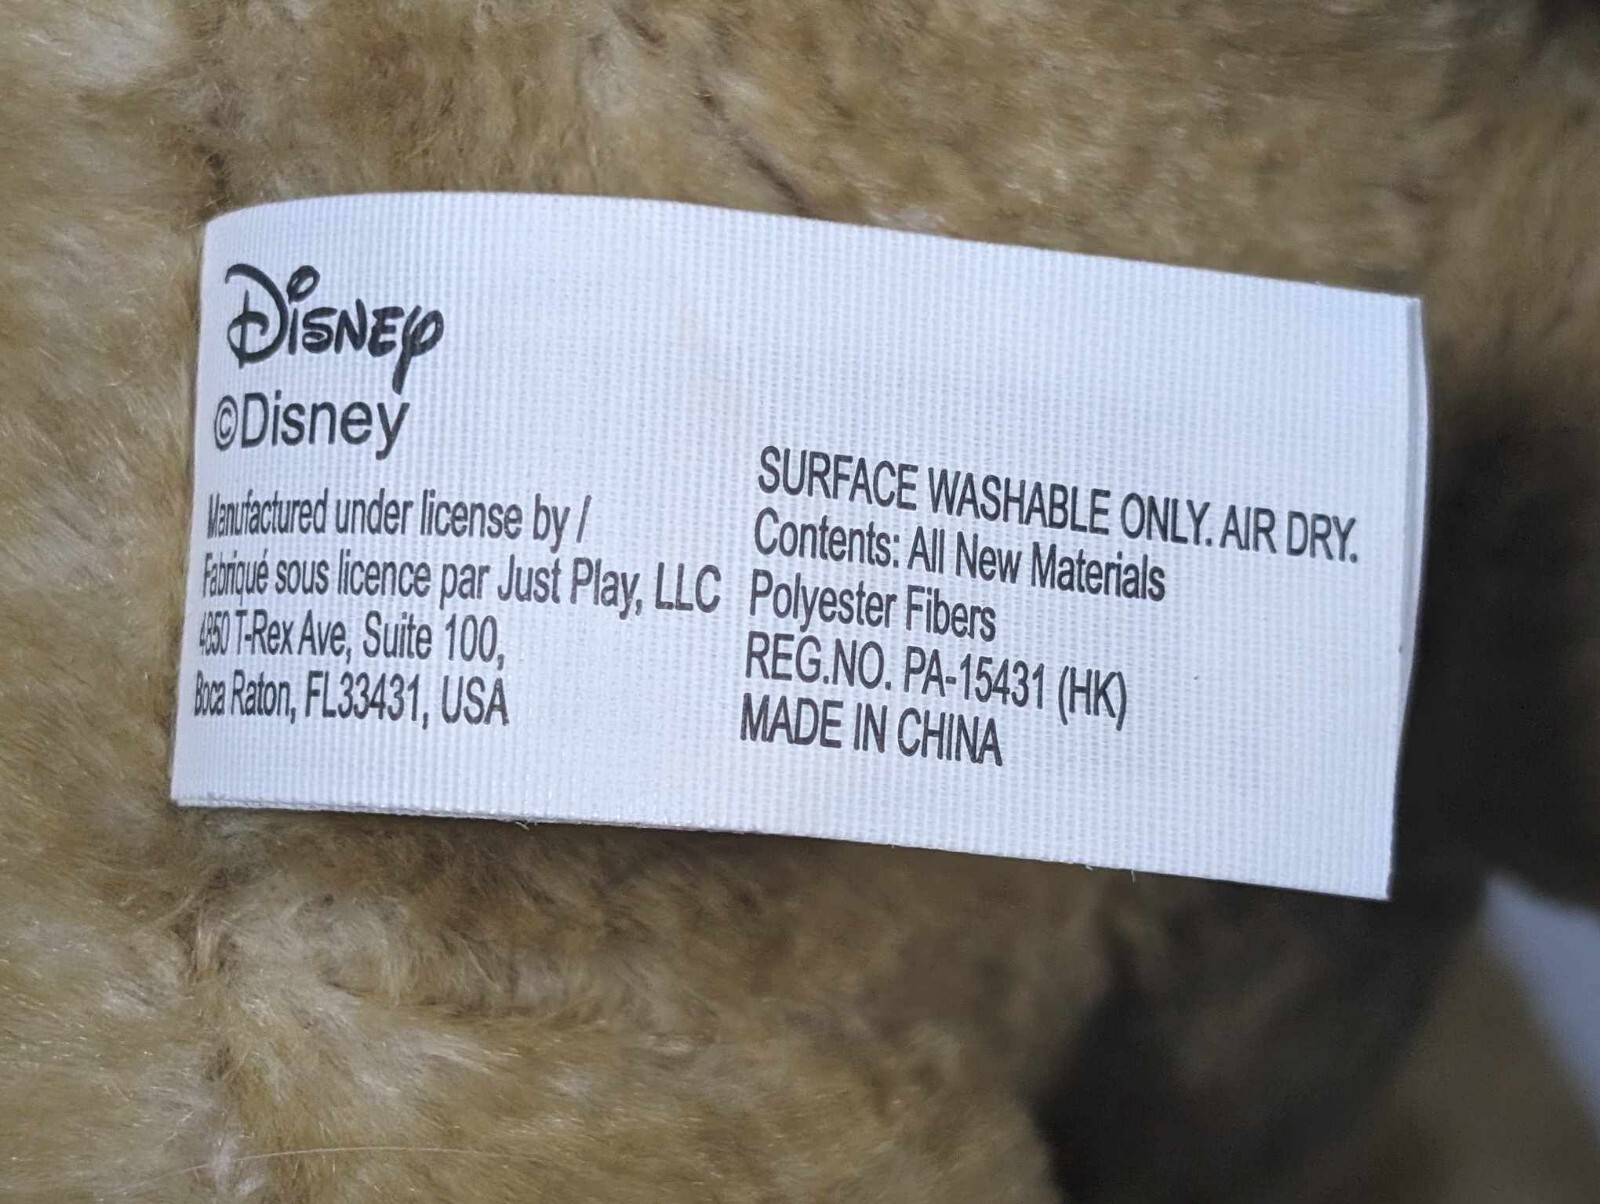 Disney
©Disney
Manufactured under license by /
Fabriqué sous licence par Just Play, LLC
4850 T-Rex Ave, Suite 100,
Boca Raton, FL33431, USA
SURFACE WASHABLE ONLY. AIR DRY.
Contents: All New Materials
Polyester Fibers
REG.NO. PA-15431 (HK)
MADE IN CHINA